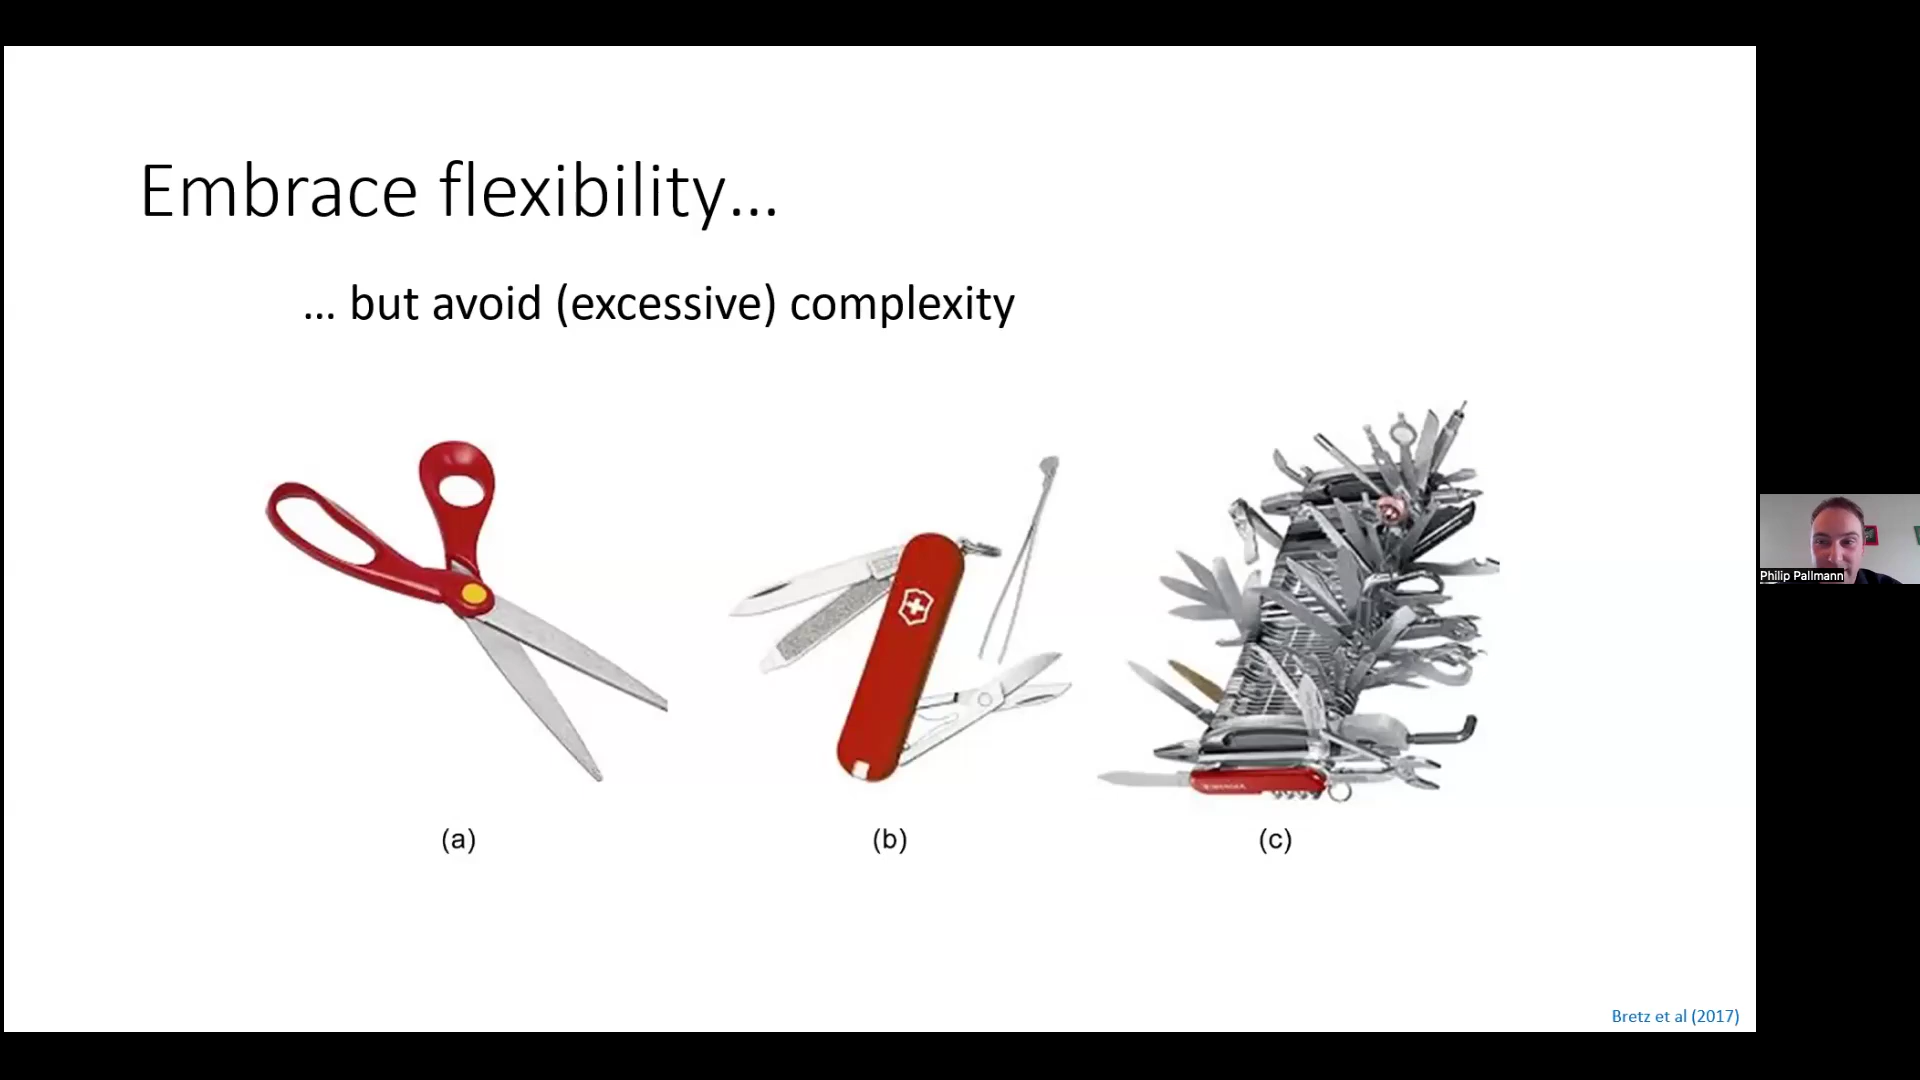 Embrace flexibility...
... but avoid (excessive) complexity
(a)
(b)
(c)
Philip Pallmann
Bretz et al (2017)